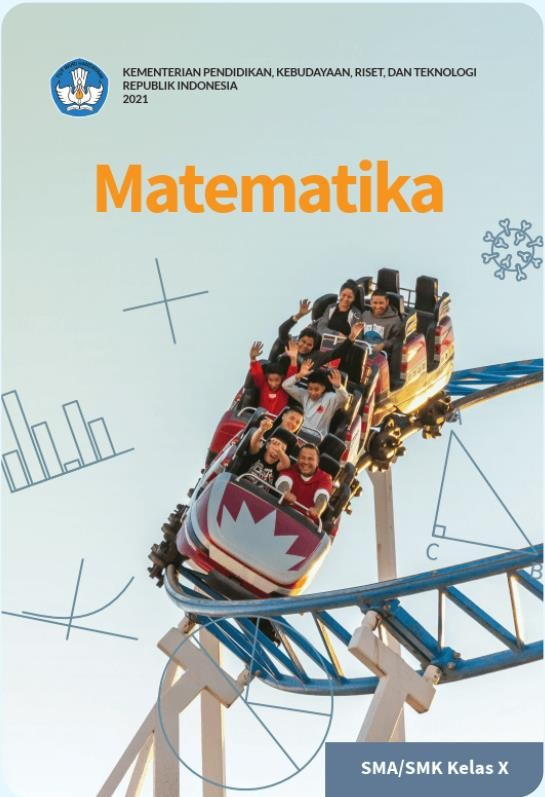 KEMENTERIAN PENDIDIKAN, KEBUDAYAAN, RISET, DAN TEKNOLOGI
REPUBLIK INDONESIA
2021
Matematika
A
C
B
SMA/SMK Kelas X